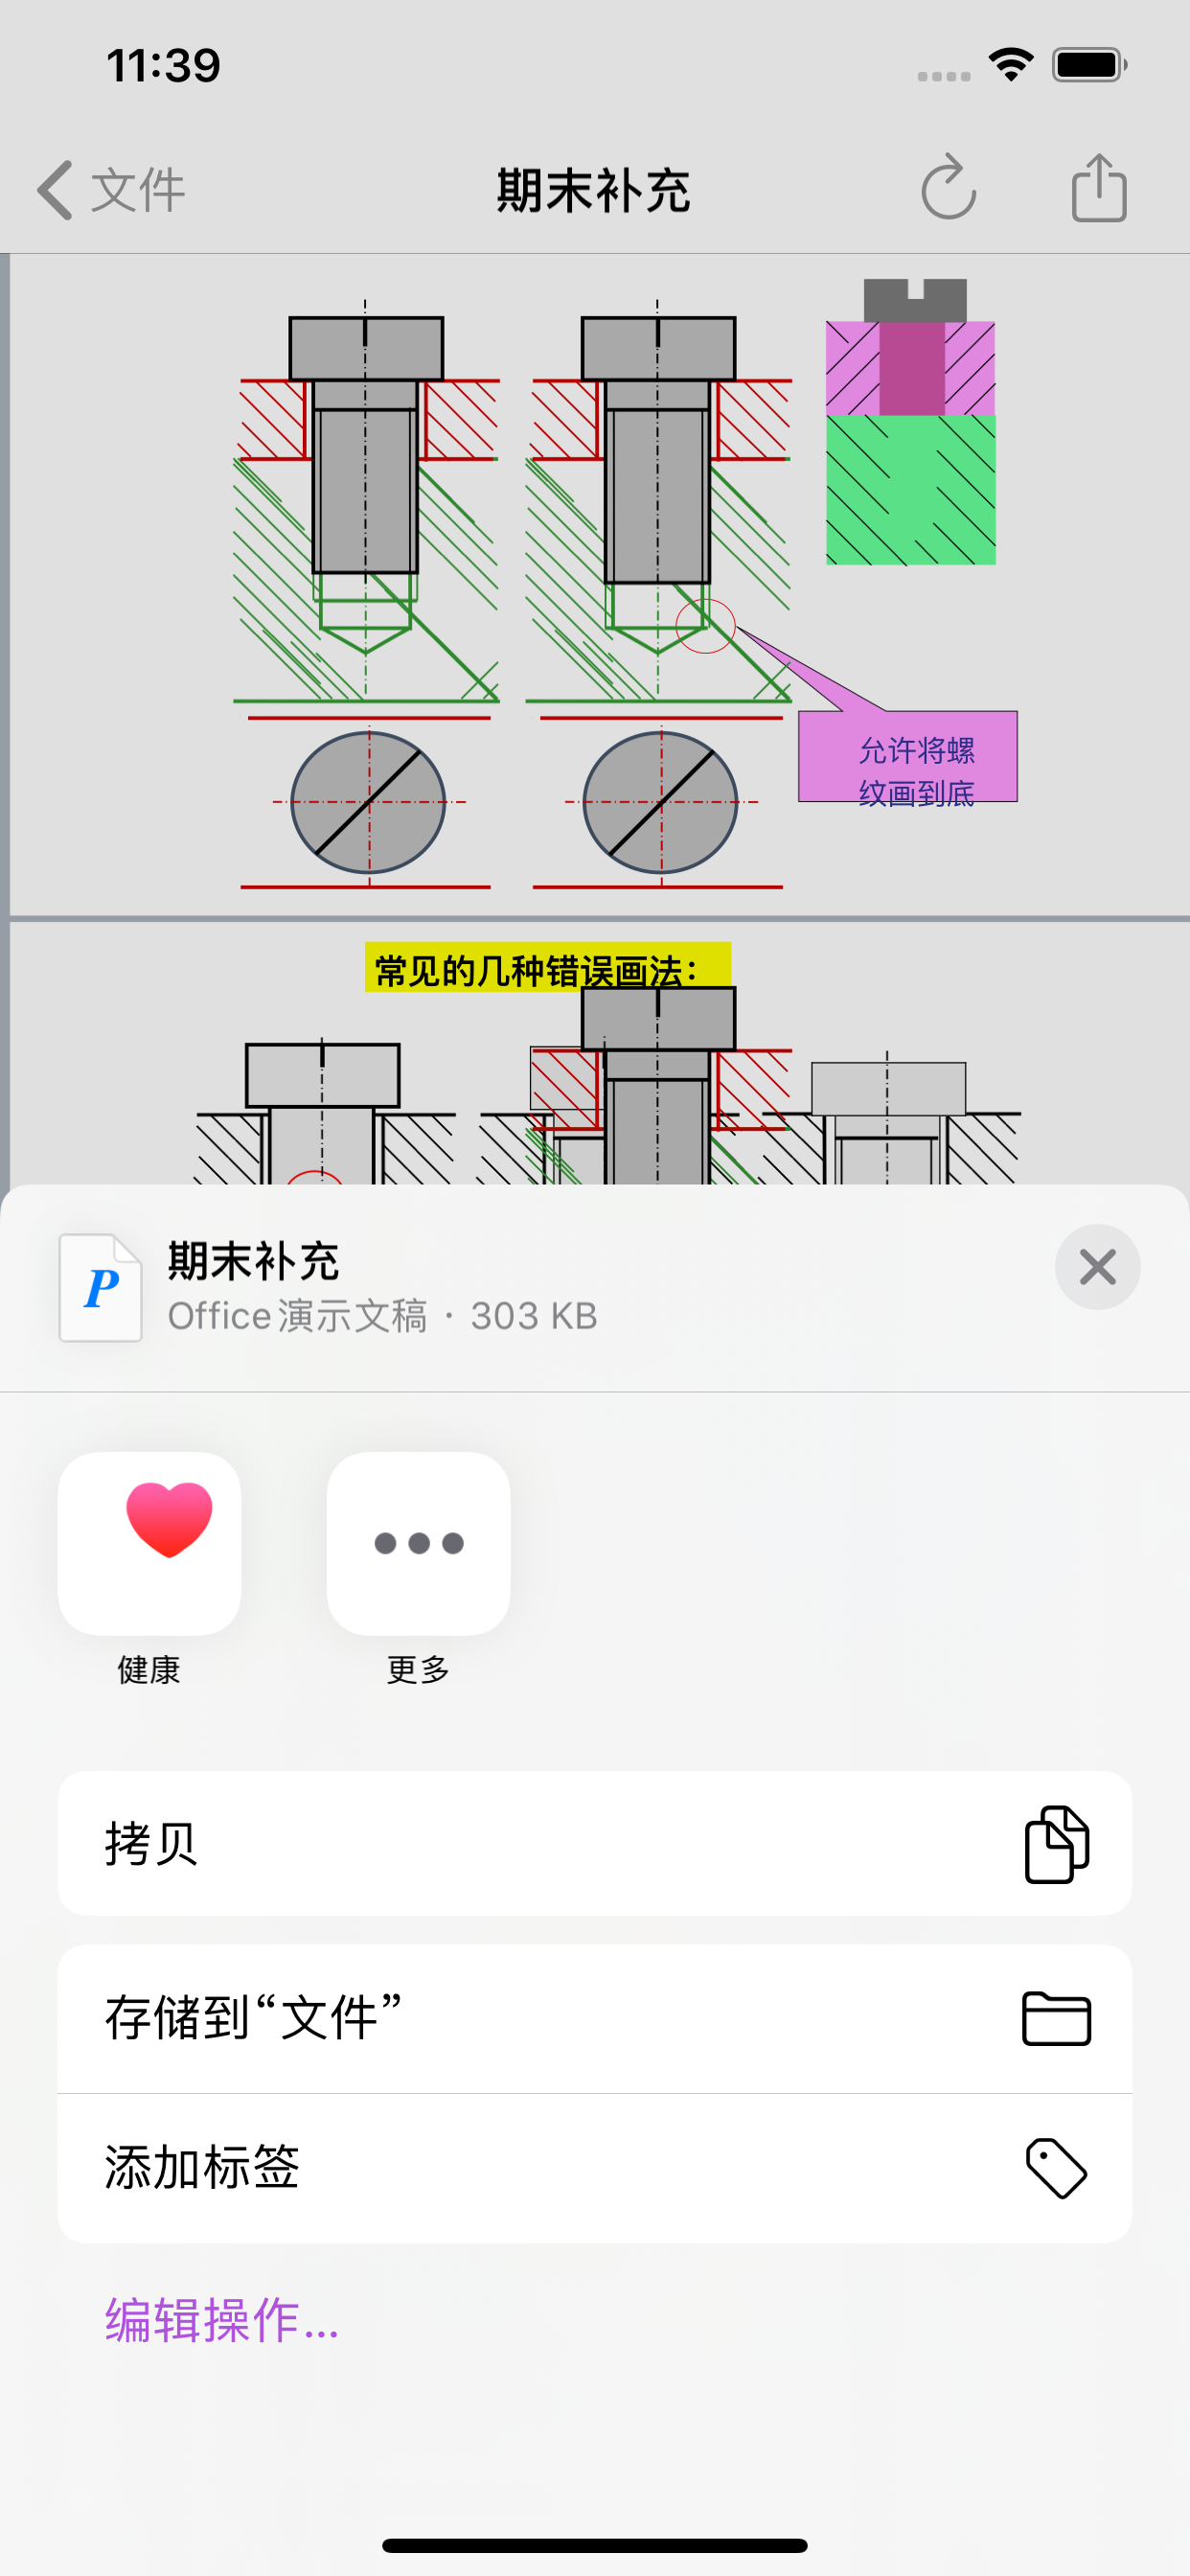 11:39
文件
期末补充
允许将螺
纹画到底
常见的几种错误画法：
P
期末补充
Office 演示文稿 · 303 KB
健康
更多
拷贝
存储到“文件”
添加标签
编辑操作...